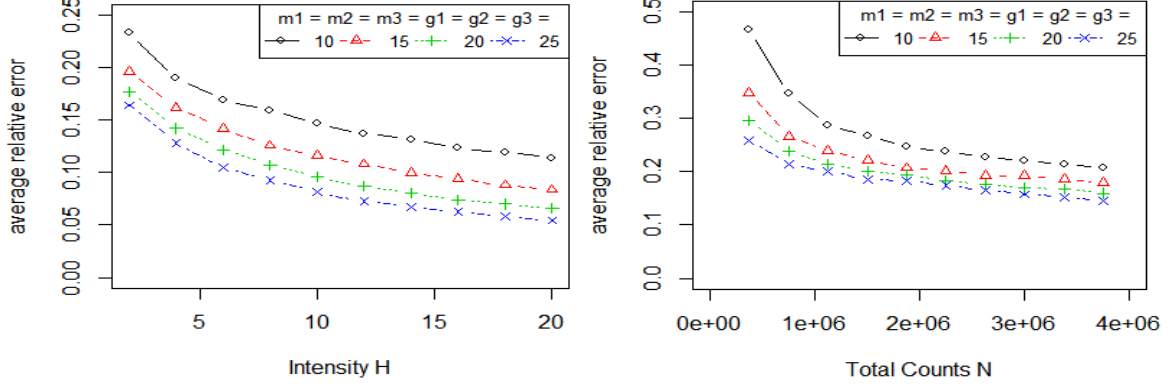 average relative error
0.25
0.20
0.15
0.10
0.05
0.00
m1 = m2 = m3 = g1 = g2 = g3 =
10 15 20 25
5 10 15 20
Intensity H
average relative error
0.5
0.4
0.3
0.2
0.1
0.0
m1 = m2 = m3 = g1 = g2 = g3 =
10 15 20 25
0e+00 1e+06 2e+06 3e+06 4e+06
Total Counts N